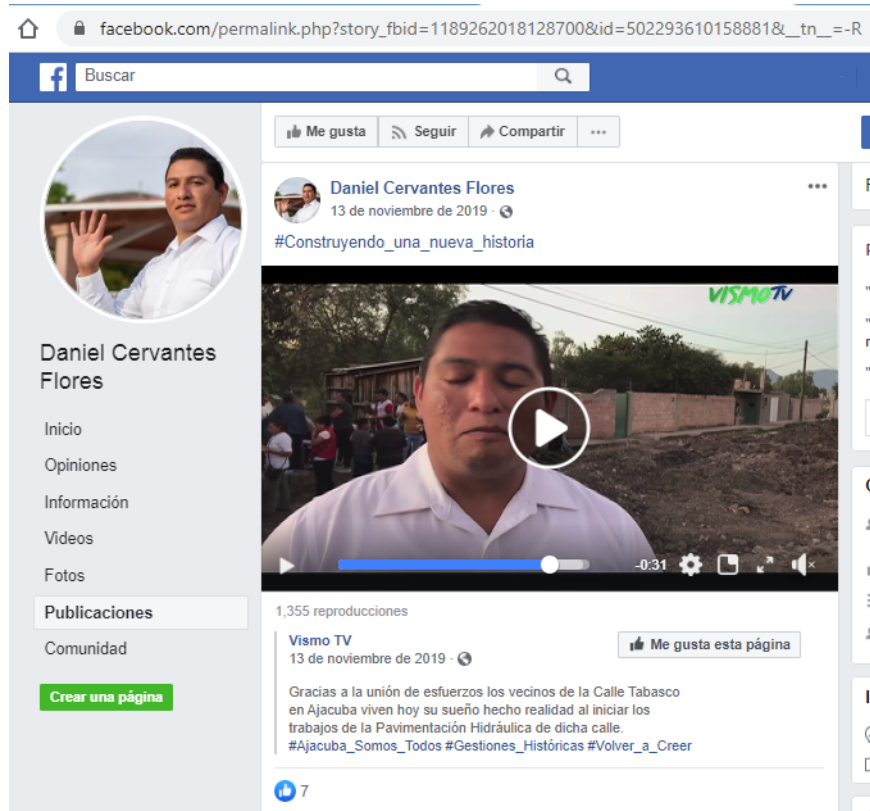 facebook.com/permalink.php?story_fbid=1189262018128700&id=502293610158881&__tn__=-R
Buscar
Me gusta
Seguir
Compartir
Daniel Cervantes Flores
13 de noviembre de 2019
#Construyendo_una_nueva_historia
VISMOTV
-0:31
Daniel Cervantes
Flores
Inicio
Opiniones
Información
Videos
Fotos
Publicaciones
Comunidad
Crear una página
1,355 reproducciones
Vismo TV
13 de noviembre de 2019
Me gusta esta página
Gracias a la unión de esfuerzos los vecinos de la Calle Tabasco
en Ajacuba viven hoy su sueño hecho realidad al iniciar los
trabajos de la Pavimentación Hidráulica de dicha calle.
#Ajacuba_Somos_Todos #Gestiones_Históricas #Volver_a_Creer
7